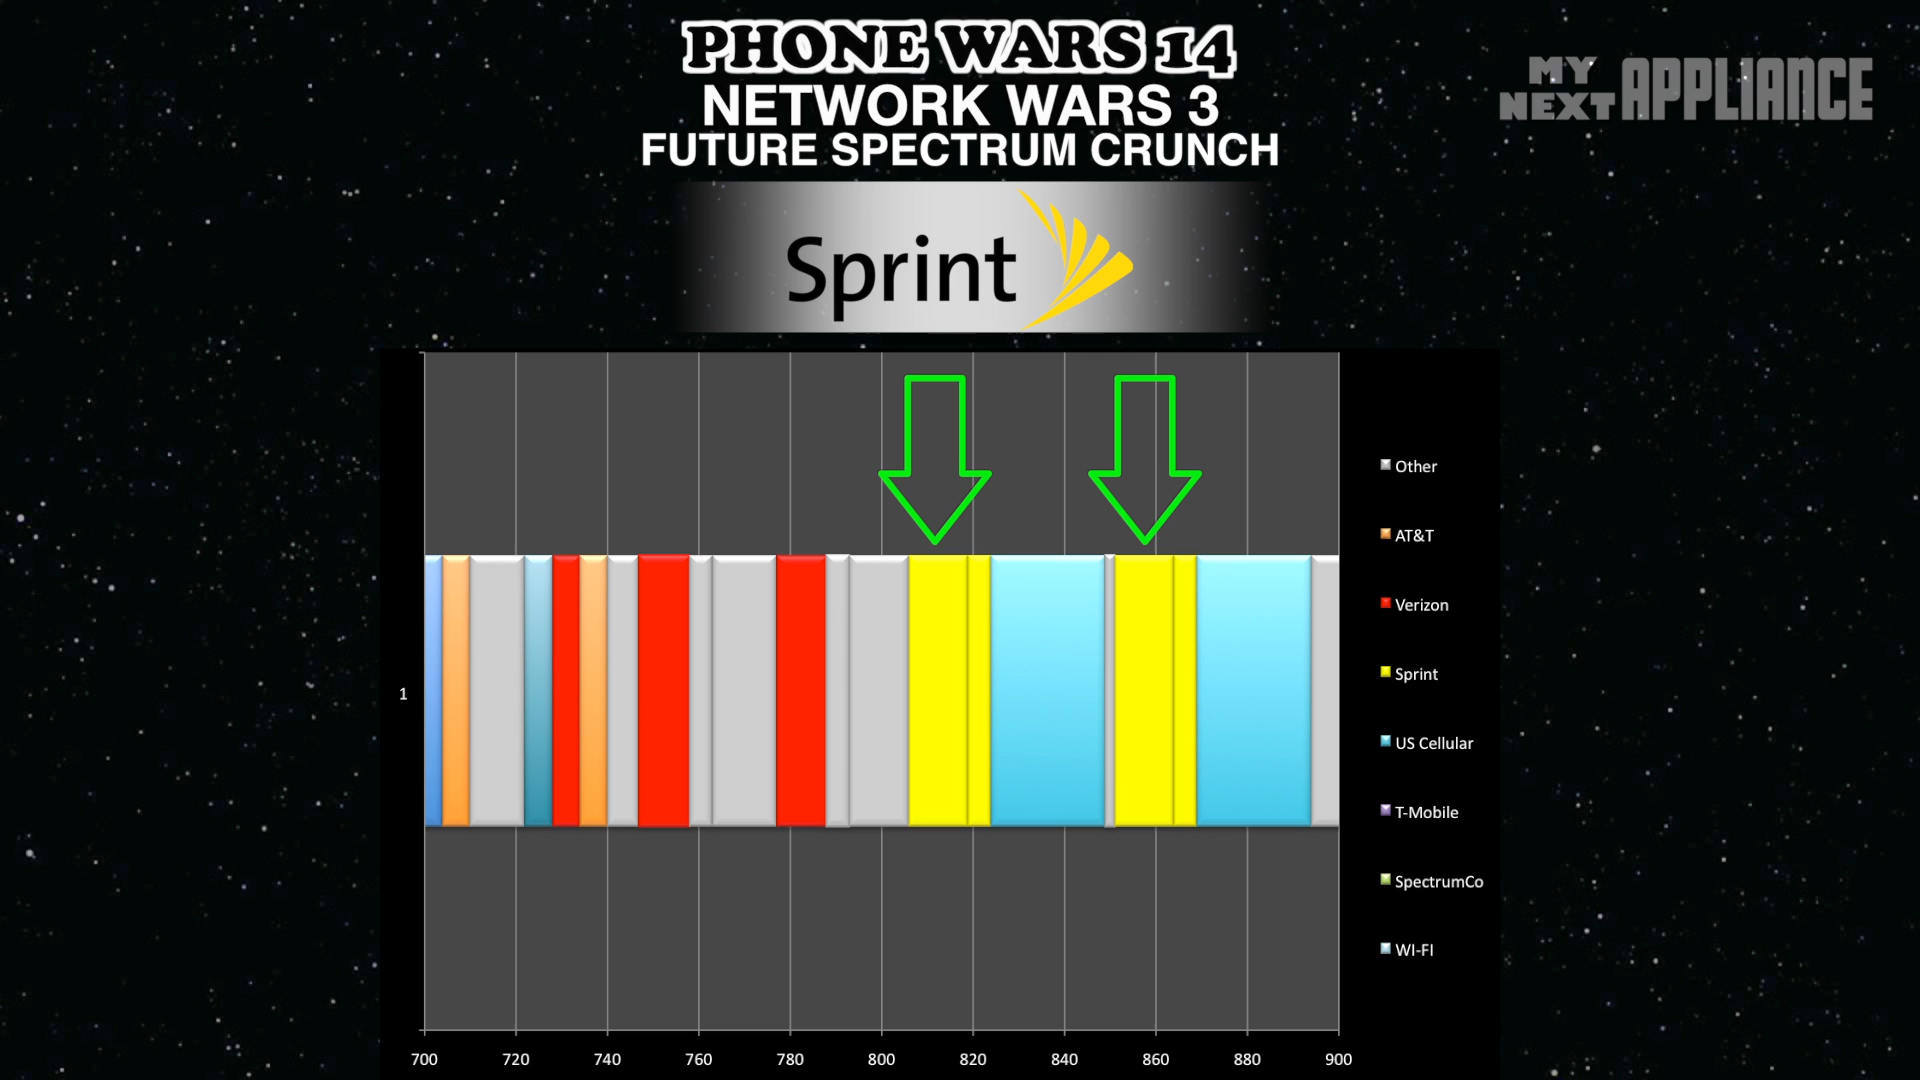 PHONE WARS 14
NETWORK WARS 3
FUTURE SPECTRUM CRUNCH
MY
NEXT APPLIANCE
Sprint
Other
AT&T
Verizon
Sprint
US Cellular
T-Mobile
SpectrumCo
WI-FI
1
700 720 740 760 780 800 820 840 860 880 900